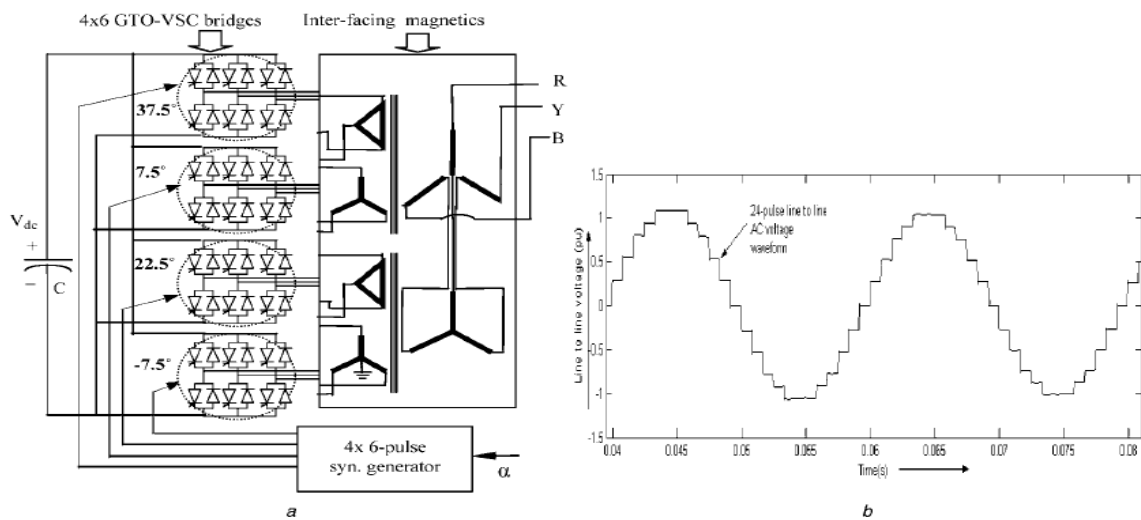 4x6 GTO-VSC bridges
Inter-facing magnetics
37.5°
7.5°
22.5°
-7.5°
V dc
+
−
C
R
Y
B
4x 6-pulse
syn. generator
α
a
Line to line voltage (pu)
1.5
1
0.5
0
-0.5
-1
-1.5
24-pulse line to line
AC voltage
waveform
0.04 0.045 0.05 0.055 0.06 0.065 0.07 0.075 0.08
Time(s)
b